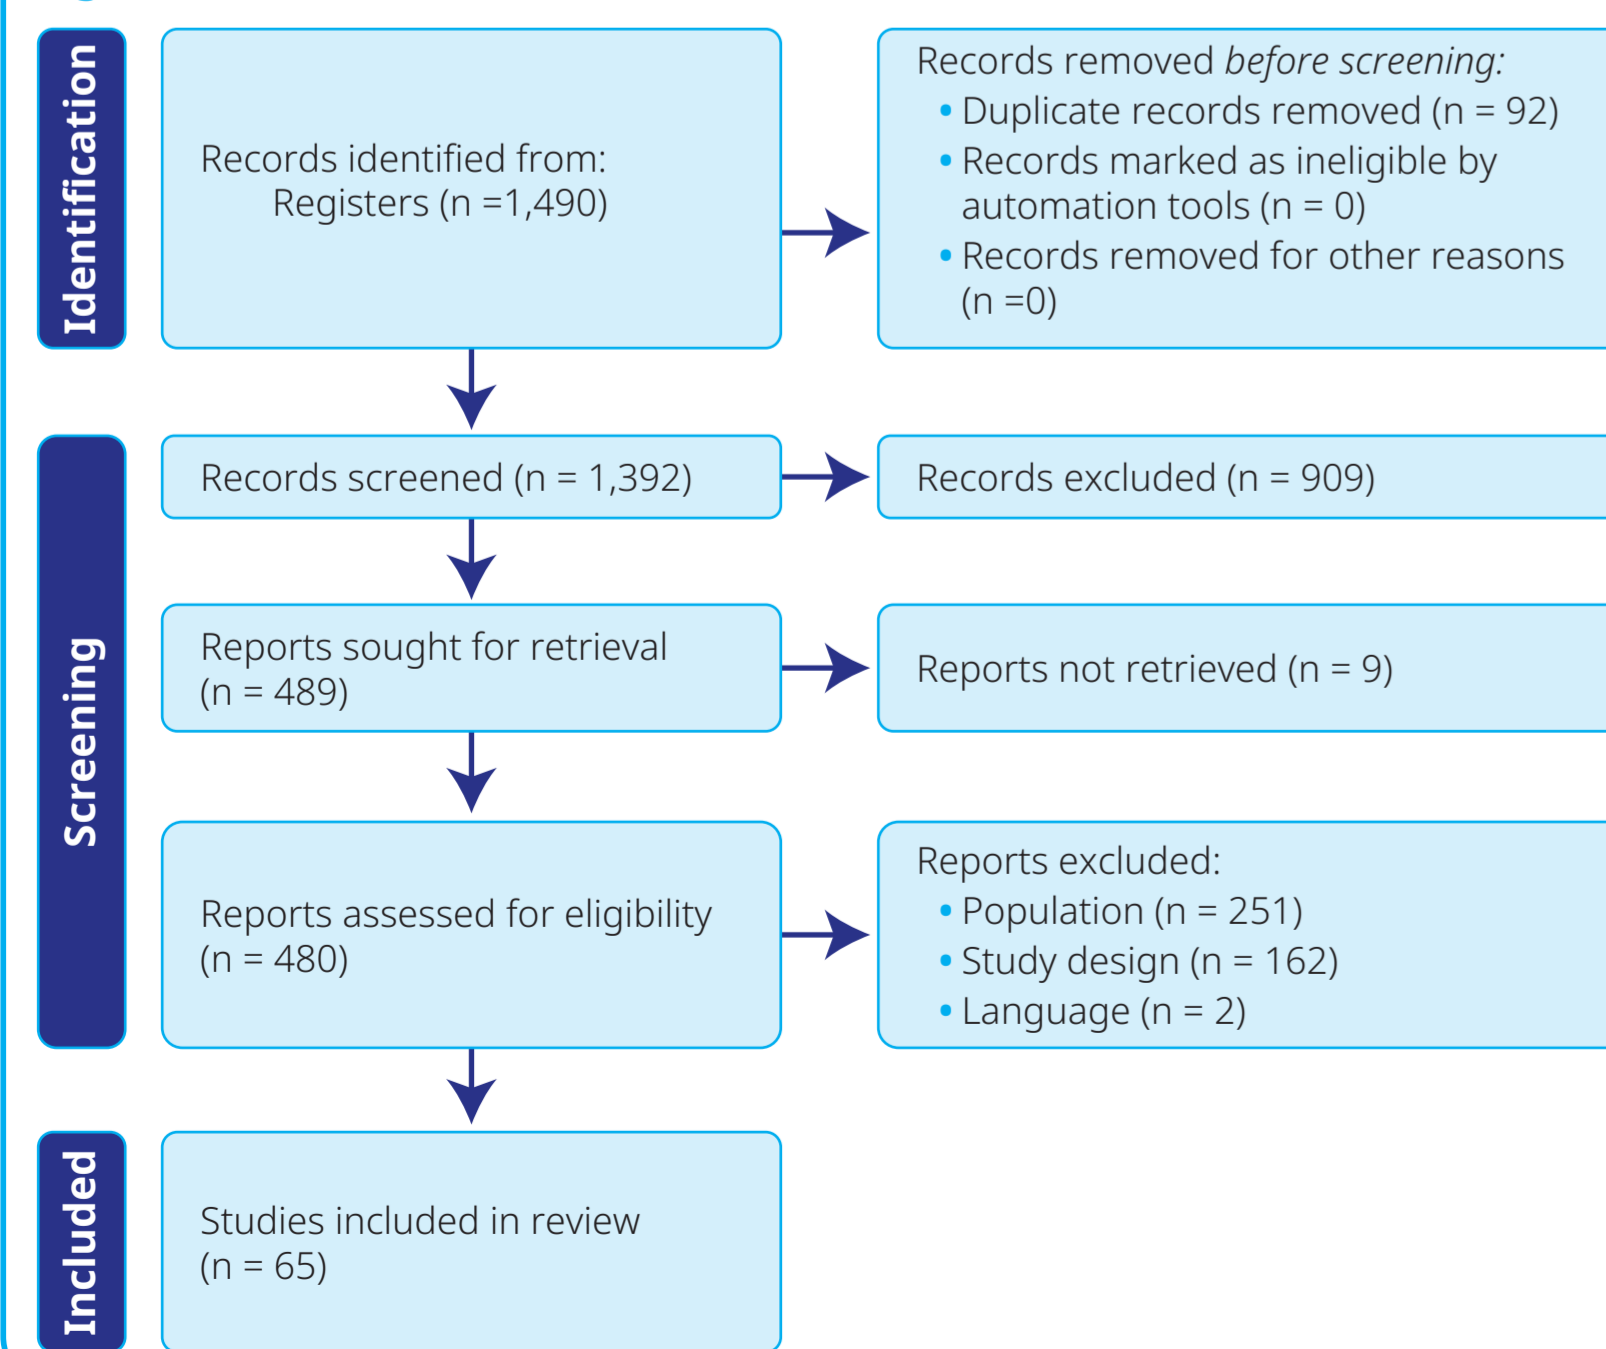 Identification
Records identified from:
Registers (n =1,490)
Records removed before screening:
• Duplicate records removed (n = 92)
• Records marked as ineligible by
automation tools (n = 0)
• Records removed for other reasons
(n =0)
Screening
Records screened (n = 1,392)
Records excluded (n = 909)
Reports sought for retrieval
(n = 489)
Reports not retrieved (n = 9)
Reports assessed for eligibility
(n = 480)
Reports excluded:
• Population (n = 251)
• Study design (n = 162)
• Language (n = 2)
Included
Studies included in review
(n = 65)